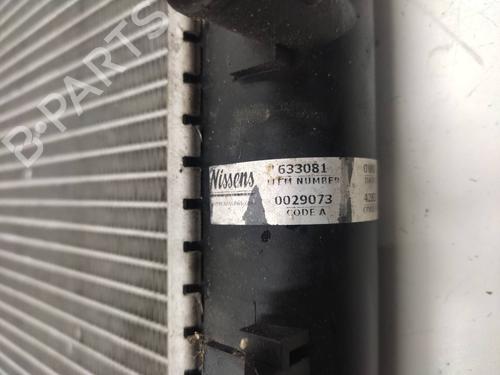 B-PARTS
Nissens
633081
ITEM NUMBER
0029073
CODE A